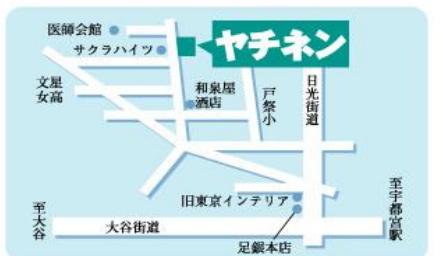 医師会館
サクラハイツ
ヤチネン
文星
女高
和泉屋
酒店
戸祭小
日光街道
旧東京インテリア
至大谷
大谷街道
足銀本店
至宇都宮駅